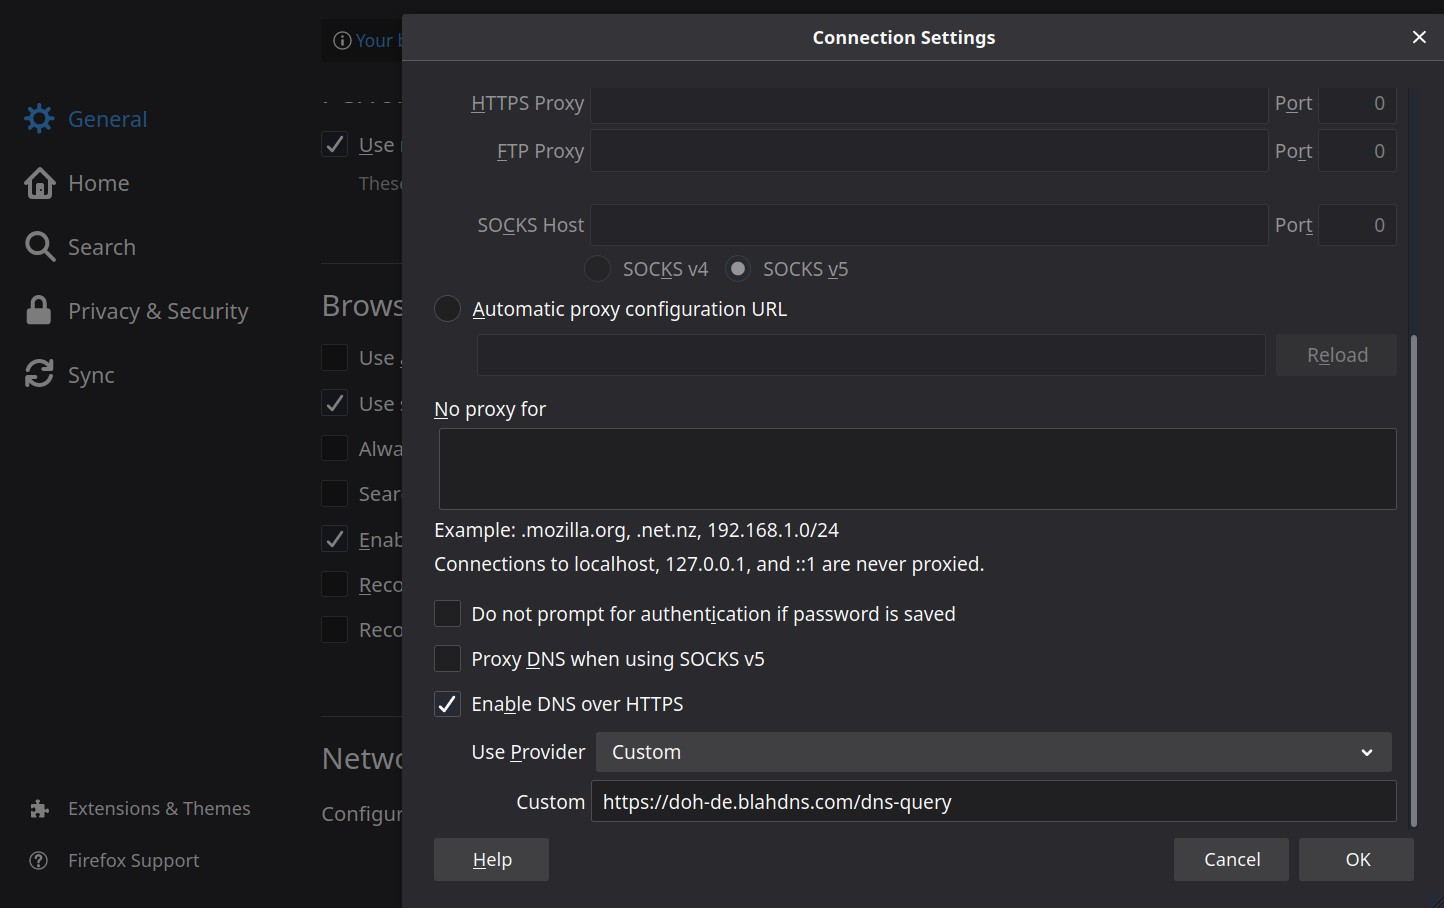 Connection Settings
Your b
General
Home
Search
Privacy & Security
Sync
Extensions & Themes
Firefox Support
Use
These
Brows
Use
Use
Alwa
Sear
Enab
Reco
Reco
Netwo
Configur
HTTPS Proxy Port 0
FTP Proxy Port 0
SOCKS Host Port 0
SOCKS v4 SOCKS v5
Automatic proxy configuration URL
Reload
No proxy for
Example: .mozilla.org, .net.nz, 192.168.1.0/24
Connections to localhost, 127.0.0.1, and ::1 are never proxied.
Do not prompt for authentication if password is saved
Proxy DNS when using SOCKS v5
Enable DNS over HTTPS
Use Provider Custom
Custom https://doh-de.blahdns.com/dns-query
Help Cancel OK